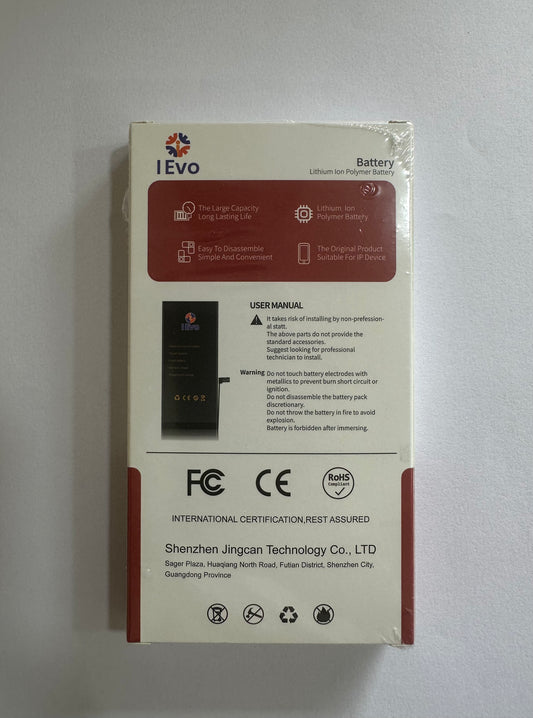 I Evo
Battery
Lithium Ion Polymer Battery
The Large Capacity
Long Lasting Life
Lithium Ion
Polymer Battery
Easy To Disassemble
Simple And Convenient
The Original Product
Suitable For IP Device
USER MANUAL
It takes risk of installing by non-prefession-
al statt.
The above parts do not provide the
standard accessories.
Suggest looking for professional
technician to install.
Warning Do not touch battery electrodes with
metallics to prevent burn short circuit or
ignition.
Do not disassemble the battery pack
discretionary.
Do not throw the battery in fire to avoid
explosion.
Battery is forbidden after immersing.
I Evo
FC CE RoHS
Compliant
INTERNATIONAL CERTIFICATION,REST ASSURED
Shenzhen Jingcan Technology Co., LTD
Sager Plaza, Huaqiang North Road, Futian District, Shenzhen City,
Guangdong Province